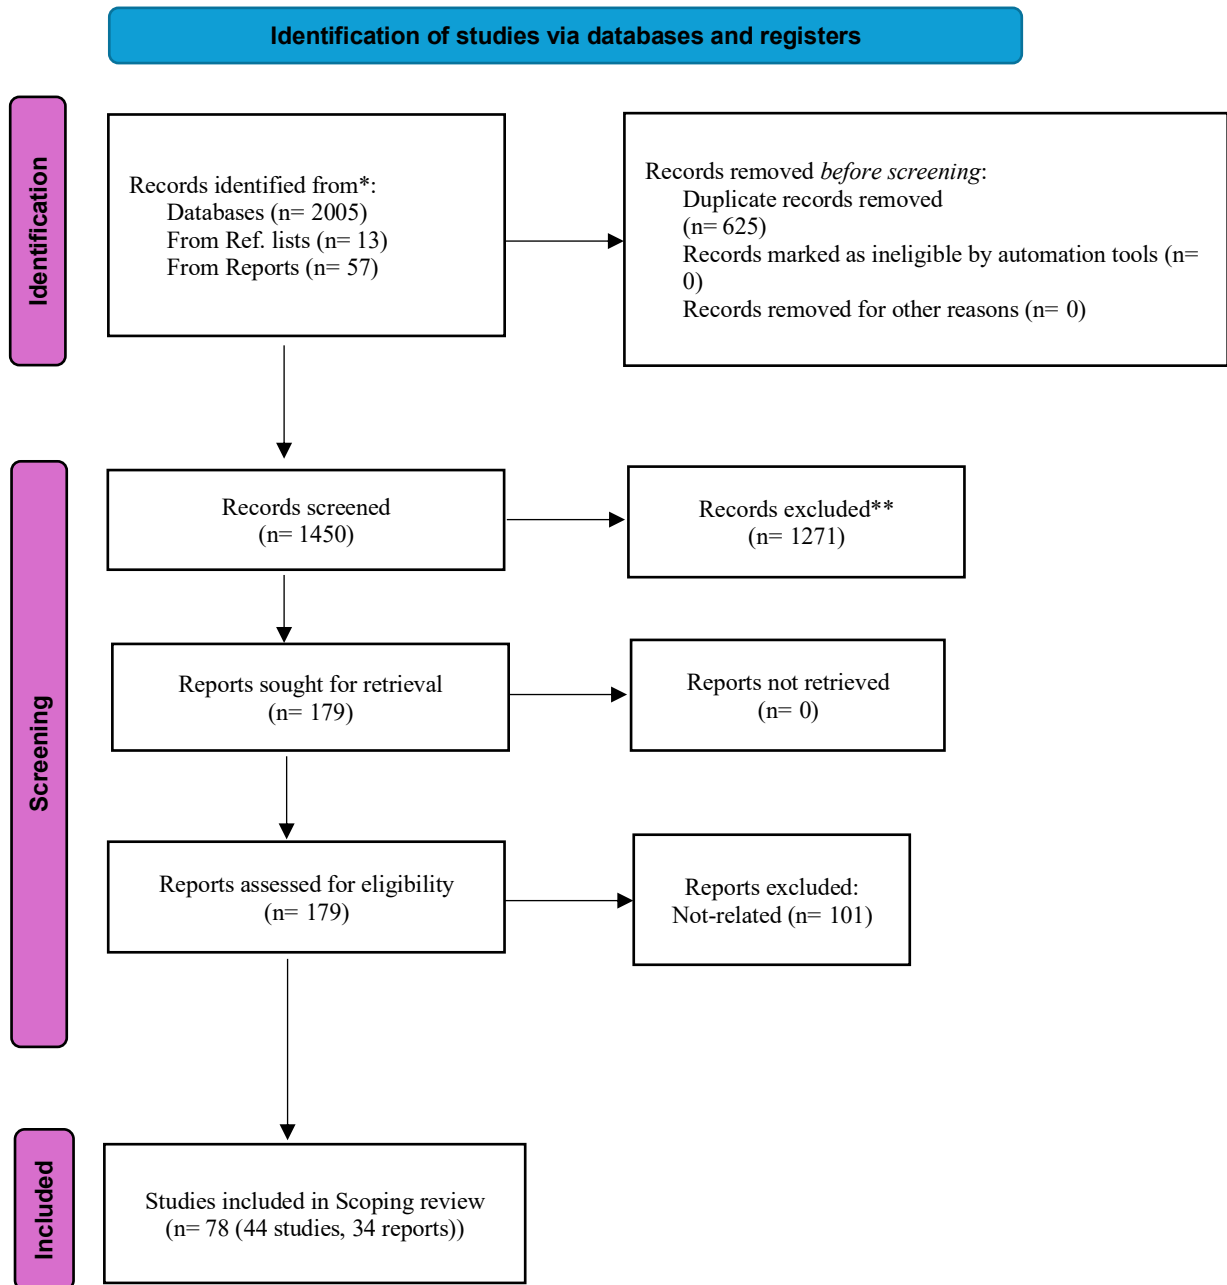 Identification of studies via databases and registers
Identification
Records identified from*:
Databases (n= 2005)
From Ref. lists (n= 13)
From Reports (n= 57)
Records removed before screening:
Duplicate records removed
(n= 625)
Records marked as ineligible by automation tools (n=
0)
Records removed for other reasons (n= 0)
Screening
Records screened
(n= 1450)
Records excluded**
(n= 1271)
Reports sought for retrieval
(n= 179)
Reports not retrieved
(n= 0)
Reports assessed for eligibility
(n= 179)
Reports excluded:
Not-related (n= 101)
Included
Studies included in Scoping review
(n= 78 (44 studies, 34 reports))